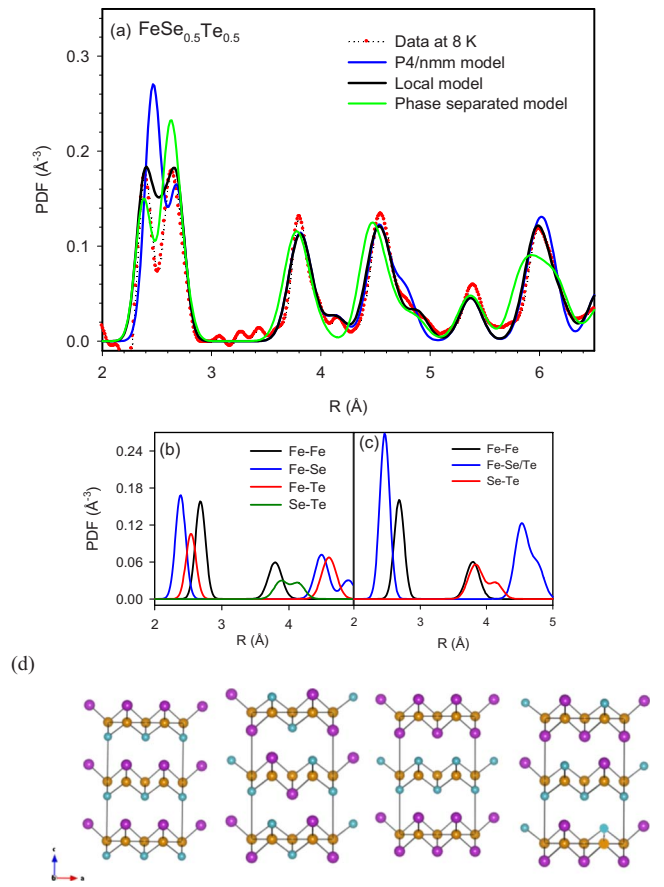 (a) FeSe0.5Te0.5
Data at 8 K
P4/nmm model
Local model
Phase separated model
PDF (Å-3)
0.3
0.2
0.1
0.0
2 3 4 5 6
R (Å)
(b)
Fe-Fe
Fe-Se
Fe-Te
Se-Te
(c)
Fe-Fe
Fe-Se/Te
Se-Te
PDF (Å-3)
0.24
0.18
0.12
0.06
0.00
2 3 4 2 3 4 5
R (Å) R (Å)
(d)
c
b a